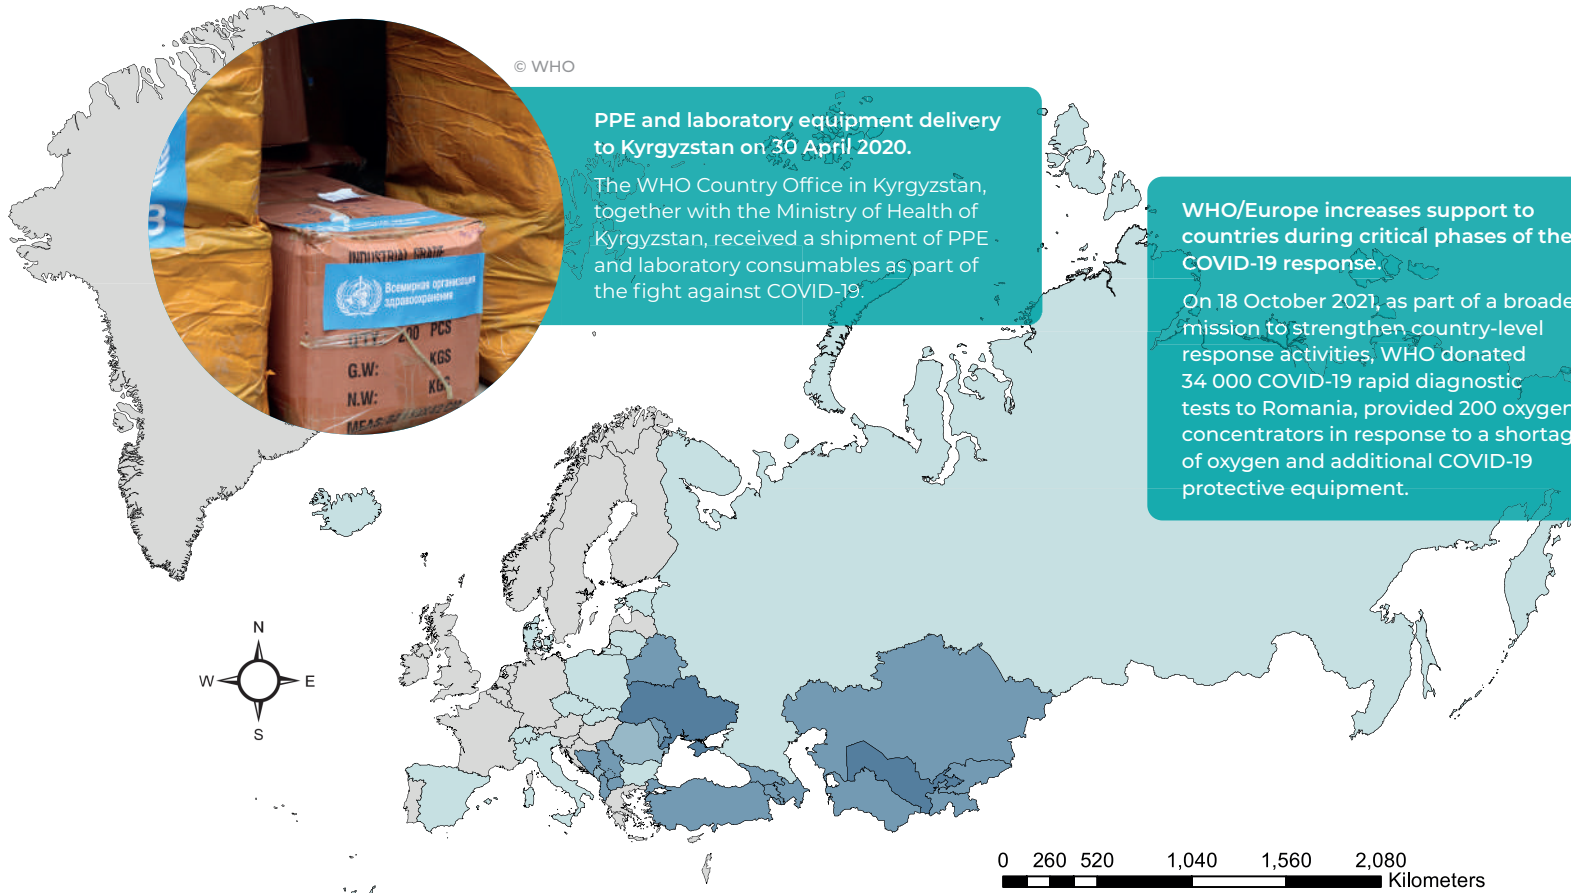 © WHO
PPE and laboratory equipment delivery
to Kyrgyzstan on 30 April 2020.
The WHO Country Office in Kyrgyzstan,
together with the Ministry of Health of
Kyrgyzstan, received a shipment of PPE
and laboratory consumables as part of
the fight against COVID-19.
INDUSTRIAL GRADE
Всемирная организация
здравоохранения
200 PCS
G.W: KGS
N.W: KGS
WHO/Europe increases support to
countries during critical phases of the
COVID-19 response.
On 18 October 2021, as part of a broade
mission to strengthen country-level
response activities, WHO donated
34 000 COVID-19 rapid diagnostic
tests to Romania, provided 200 oxygen
concentrators in response to a shortag
of oxygen and additional COVID-19
protective equipment.
N
W E
S
0 260 520 1,040 1,560 2,080
Kilometers